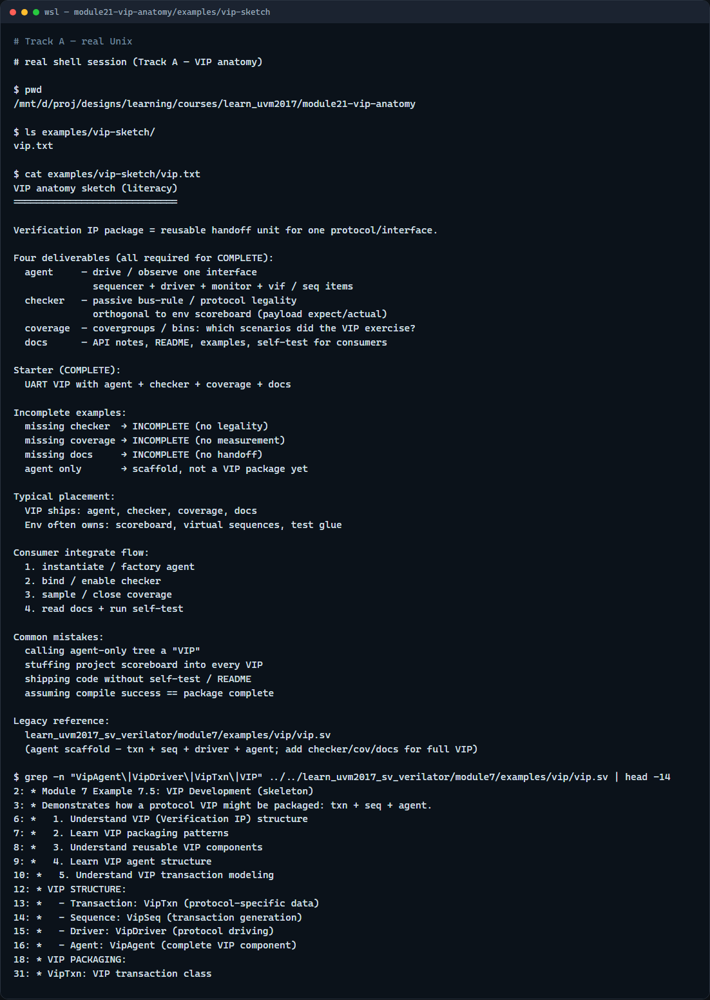 wsl — module21-vip-anatomy/examples/vip-sketch
# Track A — real Unix
# real shell session (Track A — VIP anatomy)
$ pwd
/mnt/d/proj/designs/learning/courses/learn_uvm2017/module21-vip-anatomy
$ ls examples/vip-sketch/
vip.txt
$ cat examples/vip-sketch/vip.txt
VIP anatomy sketch (literacy)
=============================
Verification IP package = reusable handoff unit for one protocol/interface.
Four deliverables (all required for COMPLETE):
  agent     — drive / observe one interface
              sequencer + driver + monitor + vif / seq items
  checker   — passive bus-rule / protocol legality
              orthogonal to env scoreboard (payload expect/actual)
  coverage  — covergroups / bins: which scenarios did the VIP exercise?
  docs      — API notes, README, examples, self-test for consumers
Starter (COMPLETE):
  UART VIP with agent + checker + coverage + docs
Incomplete examples:
  missing checker  → INCOMPLETE (no legality)
  missing coverage → INCOMPLETE (no measurement)
  missing docs     → INCOMPLETE (no handoff)
  agent only       → scaffold, not a VIP package yet
Typical placement:
  VIP ships: agent, checker, coverage, docs
  Env often owns: scoreboard, virtual sequences, test glue
Consumer integrate flow:
  1. instantiate / factory agent
  2. bind / enable checker
  3. sample / close coverage
  4. read docs + run self-test
Common mistakes:
  calling agent-only tree a "VIP"
  stuffing project scoreboard into every VIP
  shipping code without self-test / README
  assuming compile success == package complete
Legacy reference:
  learn_uvm2017_sv_verilator/module7/examples/vip/vip.sv
  (agent scaffold — txn + seq + driver + agent; add checker/cov/docs for full VIP)
$ grep -n "VipAgent\|VipDriver\|VipTxn\|VIP" ../../learn_uvm2017_sv_verilator/module7/examples/vip/vip.sv | head -14
2: * Module 7 Example 7.5: VIP Development (skeleton)
3: * Demonstrates how a protocol VIP might be packaged: txn + seq + agent.
6: *   1. Understand VIP (Verification IP) structure
7: *   2. Learn VIP packaging patterns
8: *   3. Understand reusable VIP components
9: *   4. Learn VIP agent structure
10: *   5. Understand VIP transaction modeling
12: * VIP STRUCTURE:
13: *   - Transaction: VipTxn (protocol-specific data)
14: *   - Sequence: VipSeq (transaction generation)
15: *   - Driver: VipDriver (protocol driving)
16: *   - Agent: VipAgent (complete VIP component)
18: * VIP PACKAGING:
31: * VipTxn: VIP transaction class